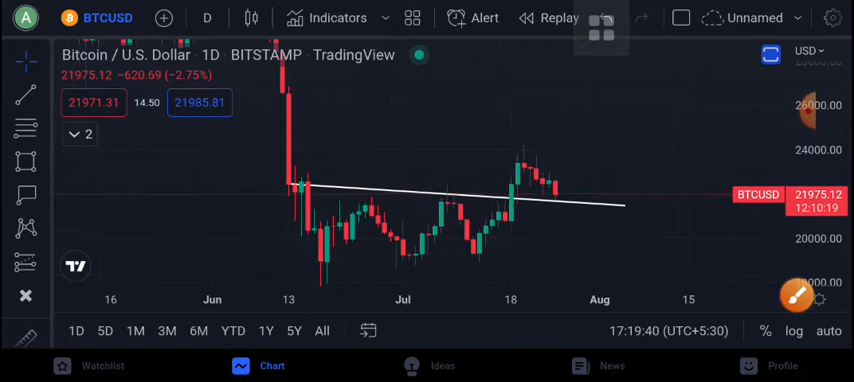 A BTCUSD D Indicators Alert Replay Unnamed
Bitcoin / U.S. Dollar · 1D · BITSTAMP · TradingView
USD
21975.12 −620.69 (−2.75%)
21971.31 14.50 21985.81
2
26000.00
24000.00
BTCUSD 21975.12
12:10:19
20000.00
16 Jun 13 Jul 18 Aug 15
1D 5D 1M 3M 6M YTD 1Y 5Y All 17:19:40 (UTC+5:30) % log auto
Watchlist Chart Ideas News Profile